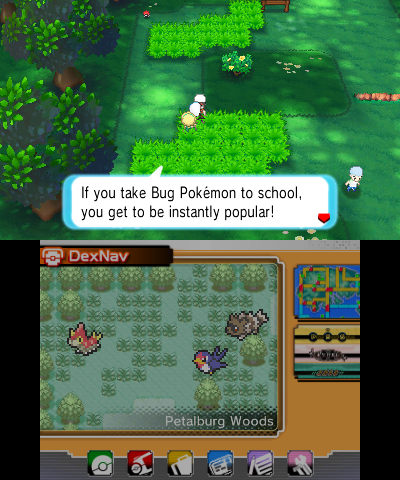 If you take Bug Pokémon to school,
you get to be instantly popular!
DexNav
Petalburg Woods